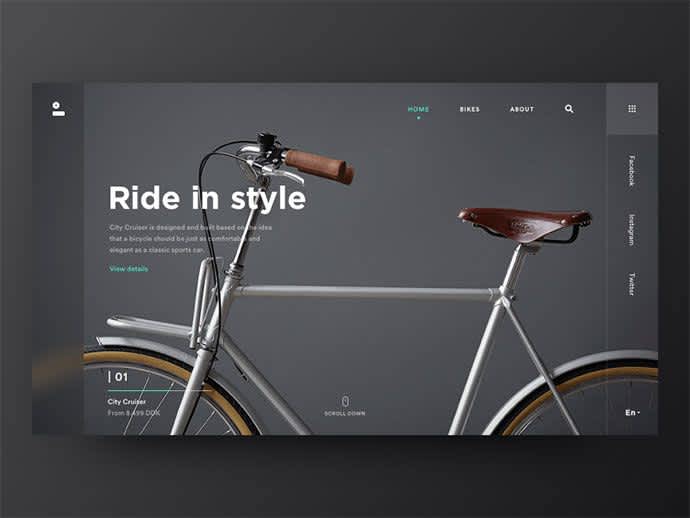 HOME BIKES ABOUT
Facebook
Instagram
Twitter
Ride in style
City Cruiser is designed and built based on the idea
that a bicycle should be just as comfortable and
elegant as a classic sports car.
View details
| 01
City Cruiser
From 8.499 DDK
SCROLL DOWN
En